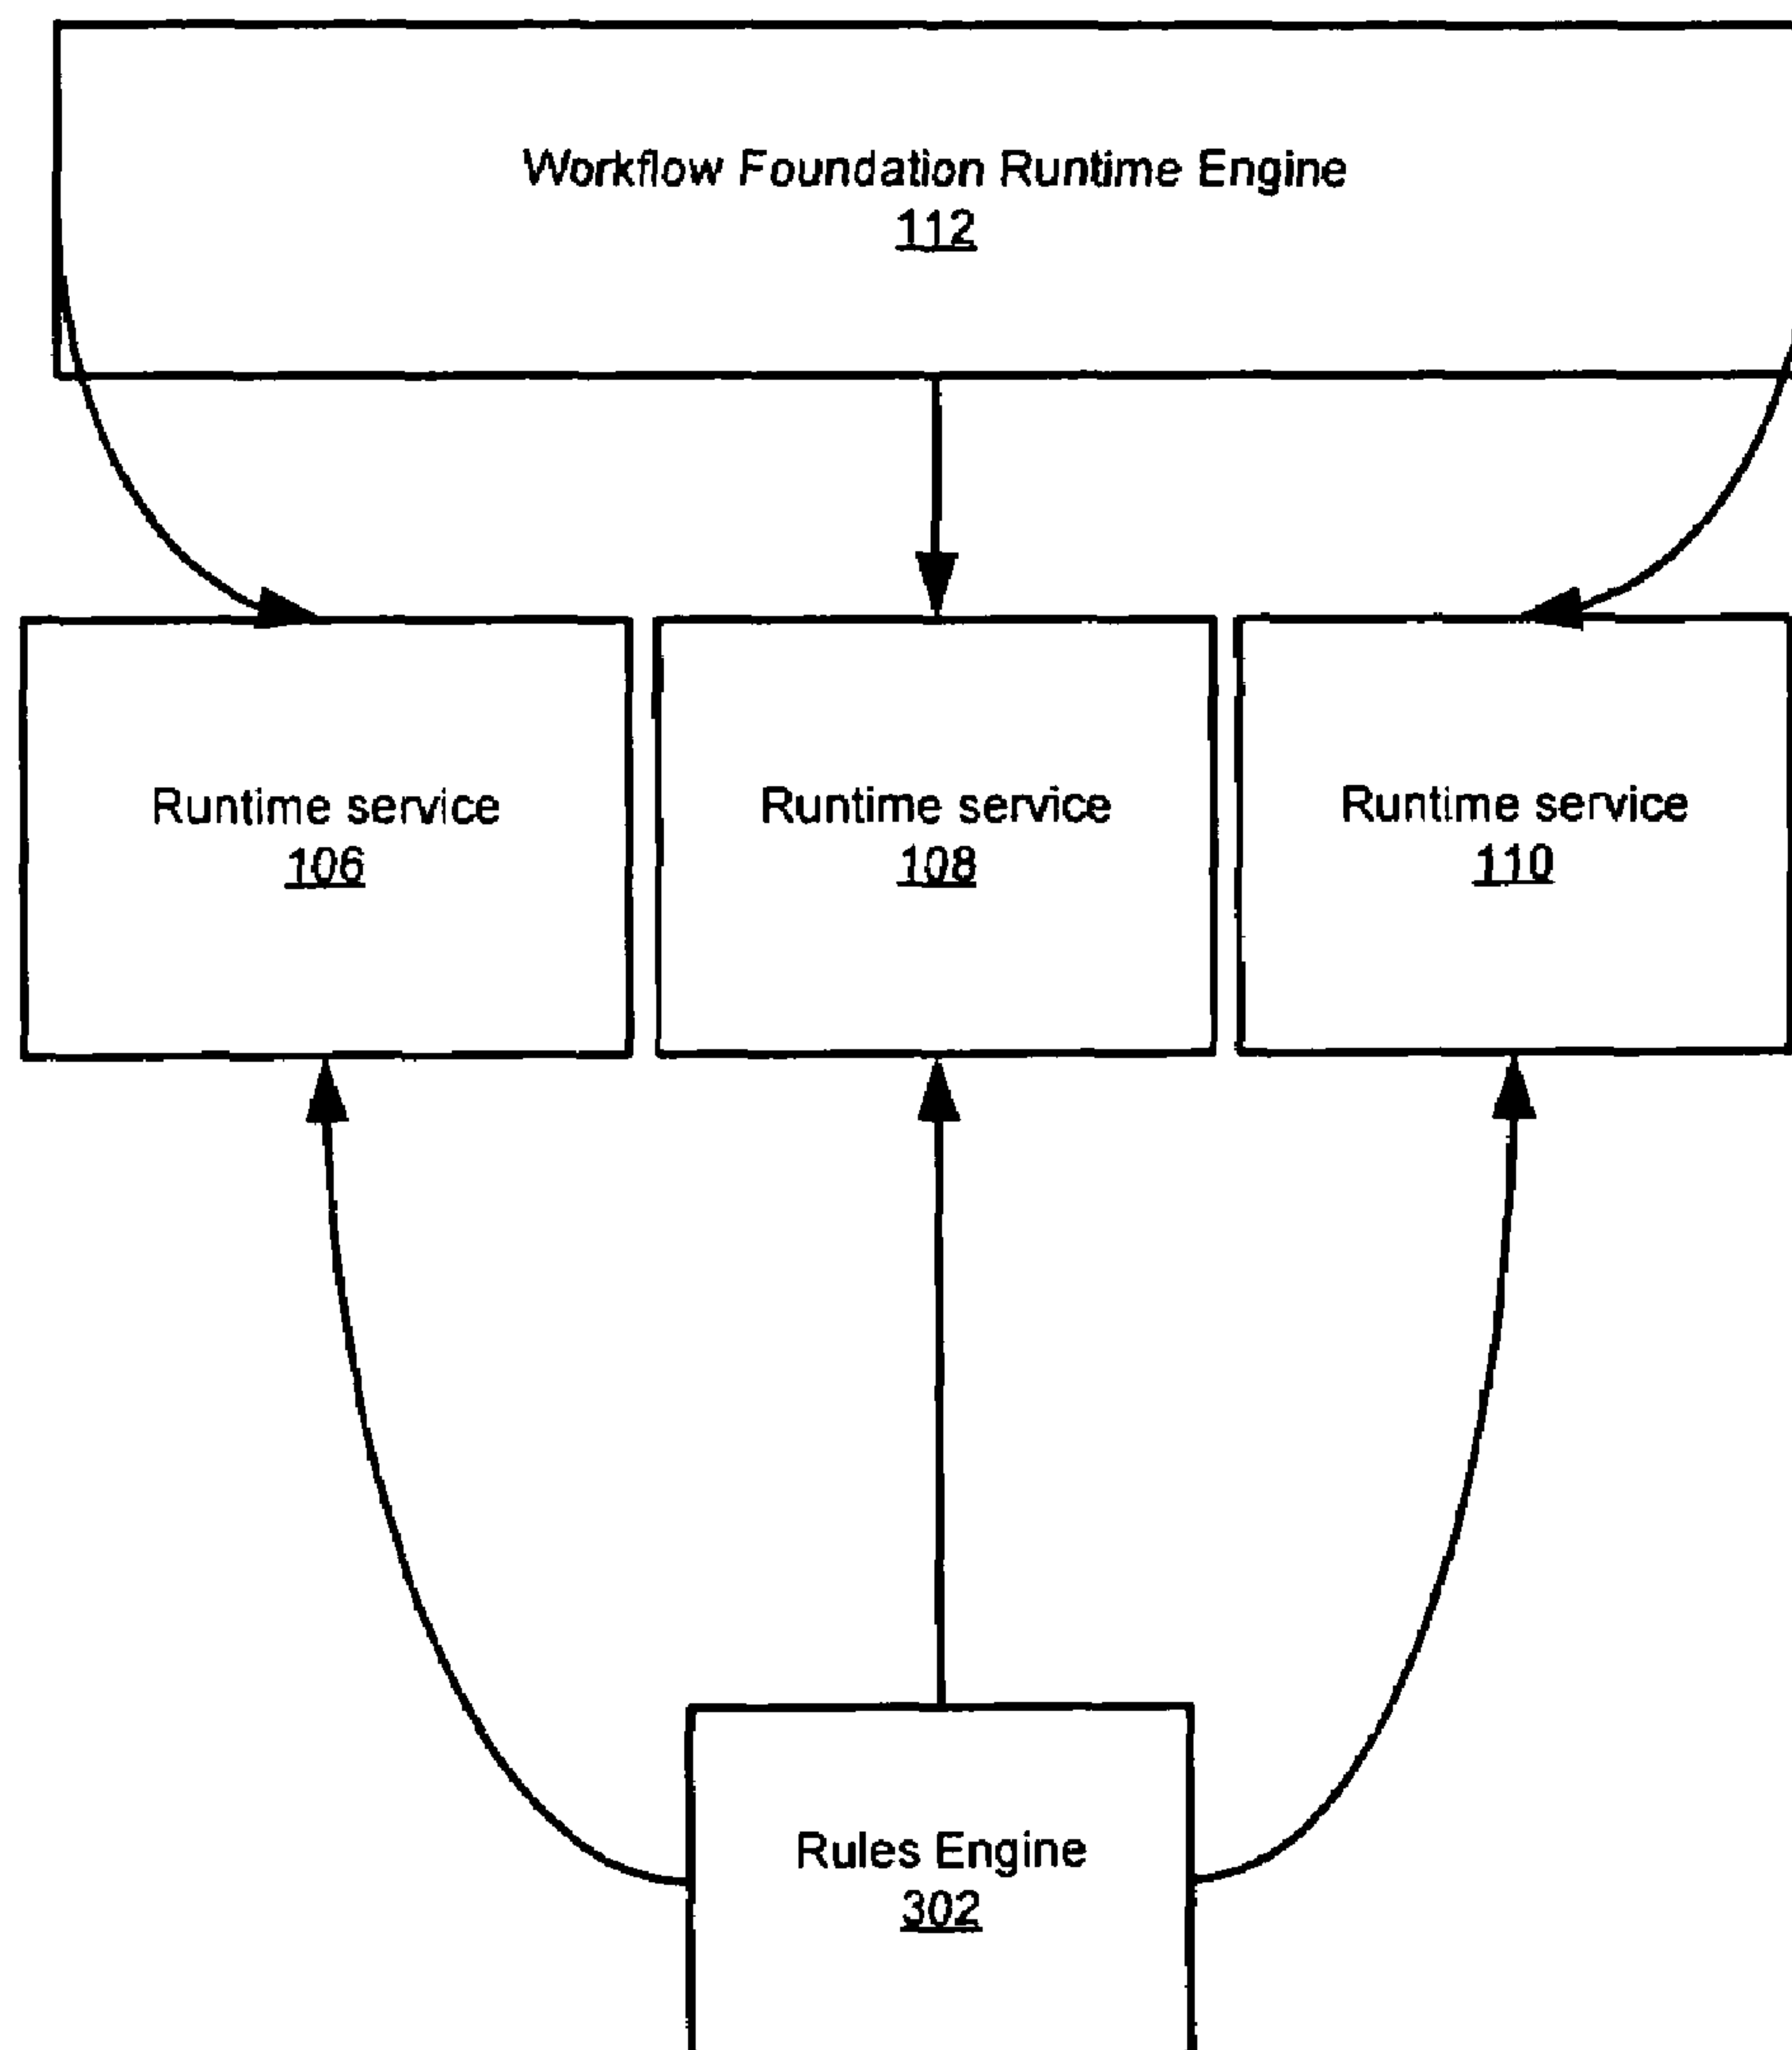 Workflow Foundation Runtime Engine
112
Runtime service
106
Runtime service
108
Runtime service
110
Rules Engine
302